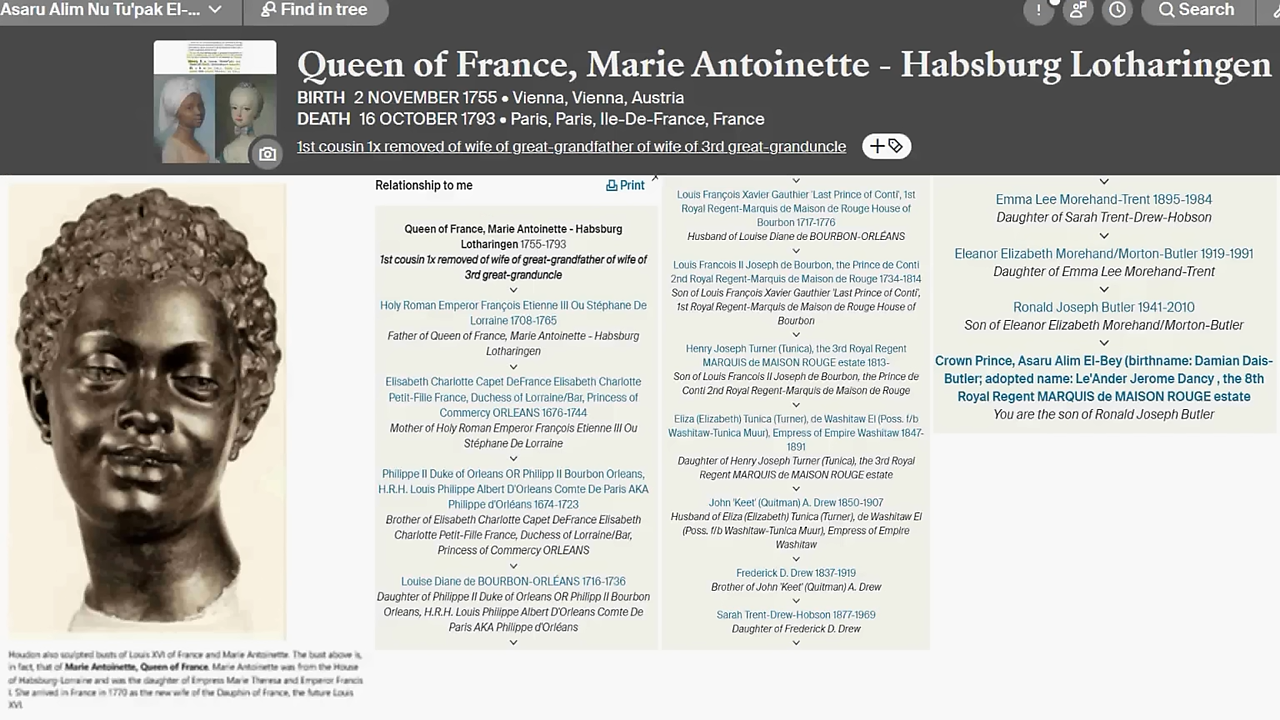 Asaru Alim Nu Tu'pak El-...
Find in tree
Search
Queen of France, Marie Antoinette - Habsburg Lotharingen
BIRTH 2 NOVEMBER 1755 • Vienna, Vienna, Austria
DEATH 16 OCTOBER 1793 • Paris, Paris, Ile-De-France, France
1st cousin 1x removed of wife of great-grandfather of wife of 3rd great-granduncle
Houdon also sculpted busts of Louis XVI of France and Marie Antoinette. The bust above is,
in fact, that of Marie Antoinette, Queen of France. Marie Antoinette was from the House
of Habsburg-Lorraine and was the daughter of Empress Marie Theresa and Emperor Francis
I. She arrived in France in 1770 as the new wife of the Dauphin of France, the future Louis
XVI.
Relationship to me
Print
Queen of France, Marie Antoinette - Habsburg
Lotharingen 1755-1793
1st cousin 1x removed of wife of great-grandfather of wife of
3rd great-granduncle
Holy Roman Emperor François Etienne III Ou Stéphane De
Lorraine 1708-1765
Father of Queen of France, Marie Antoinette - Habsburg
Lotharingen
Elisabeth Charlotte Capet DeFrance Elisabeth Charlotte
Petit-Fille France, Duchess of Lorraine/Bar, Princess of
Commercy ORLEANS 1676-1744
Mother of Holy Roman Emperor François Etienne III Ou
Stéphane De Lorraine
Philippe II Duke of Orleans OR Philipp II Bourbon Orleans,
H.R.H. Louis Philippe Albert D'Orleans Comte De Paris AKA
Philippe d'Orléans 1674-1723
Brother of Elisabeth Charlotte Capet DeFrance Elisabeth
Charlotte Petit-Fille France, Duchess of Lorraine/Bar,
Princess of Commercy ORLEANS
Louise Diane de BOURBON-ORLÉANS 1716-1736
Daughter of Philippe II Duke of Orleans OR Philipp II Bourbon
Orleans, H.R.H. Louis Philippe Albert D'Orleans Comte De
Paris AKA Philippe d'Orléans
Louis François Xavier Gauthier 'Last Prince of Conti', 1st
Royal Regent-Marquis de Maison de Rouge House of
Bourbon 1717-1776
Husband of Louise Diane de BOURBON-ORLÉANS
Louis Francois II Joseph de Bourbon, the Prince de Conti
2nd Royal Regent-Marquis de Maison de Rouge 1734-1814
Son of Louis François Xavier Gauthier 'Last Prince of Conti',
1st Royal Regent-Marquis de Maison de Rouge House of
Bourbon
Henry Joseph Turner (Tunica), the 3rd Royal Regent
MARQUIS de MAISON ROUGE estate 1813-
Son of Louis Francois II Joseph de Bourbon, the Prince de
Conti 2nd Royal Regent-Marquis de Maison de Rouge
Eliza (Elizabeth) Tunica (Turner), de Washitaw El (Poss. f/b
Washitaw-Tunica Muur), Empress of Empire Washitaw 1847-
1891
Daughter of Henry Joseph Turner (Tunica), the 3rd Royal
Regent MARQUIS de MAISON ROUGE estate
John 'Keet' (Quitman) A. Drew 1850-1907
Husband of Eliza (Elizabeth) Tunica (Turner), de Washitaw El
(Poss. f/b Washitaw-Tunica Muur), Empress of Empire
Washitaw
Frederick D. Drew 1837-1919
Brother of John 'Keet' (Quitman) A. Drew
Sarah Trent-Drew-Hobson 1877-1969
Daughter of Frederick D. Drew
Emma Lee Morehand-Trent 1895-1984
Daughter of Sarah Trent-Drew-Hobson
Eleanor Elizabeth Morehand/Morton-Butler 1919-1991
Daughter of Emma Lee Morehand-Trent
Ronald Joseph Butler 1941-2010
Son of Eleanor Elizabeth Morehand/Morton-Butler
Crown Prince, Asaru Alim El-Bey (birthname: Damian Dais-
Butler; adopted name: Le'Ander Jerome Dancy , the 8th
Royal Regent MARQUIS de MAISON ROUGE estate
You are the son of Ronald Joseph Butler